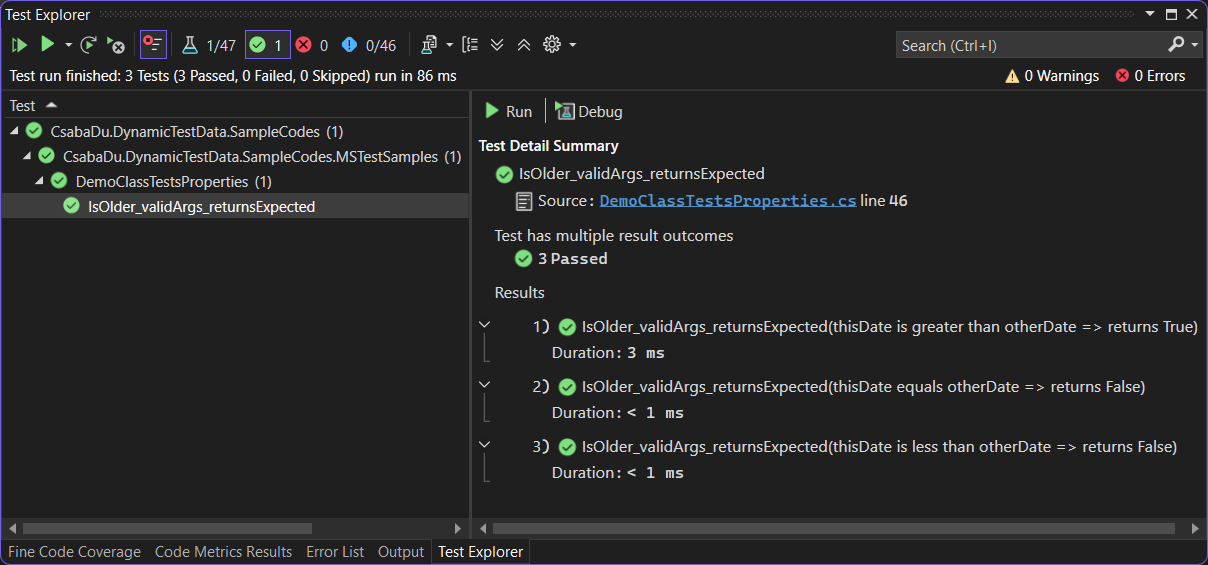 Test Explorer
1/47 1 0 0/46 Search (Ctrl+I)
Test run finished: 3 Tests (3 Passed, 0 Failed, 0 Skipped) run in 86 ms 0 Warnings 0 Errors
Test
CsabaDu.DynamicTestData.SampleCodes (1)
CsabaDu.DynamicTestData.SampleCodes.MSTestSamples (1)
DemoClassTestsProperties (1)
IsOlder_validArgs_returnsExpected
Run Debug
Test Detail Summary
IsOlder_validArgs_returnsExpected
Source: DemoClassTestsProperties.cs line 46
Test has multiple result outcomes
3 Passed
Results
1) IsOlder_validArgs_returnsExpected(thisDate is greater than otherDate => returns True)
Duration: 3 ms
2) IsOlder_validArgs_returnsExpected(thisDate equals otherDate => returns False)
Duration: < 1 ms
3) IsOlder_validArgs_returnsExpected(thisDate is less than otherDate => returns False)
Duration: < 1 ms
Fine Code Coverage Code Metrics Results Error List Output Test Explorer